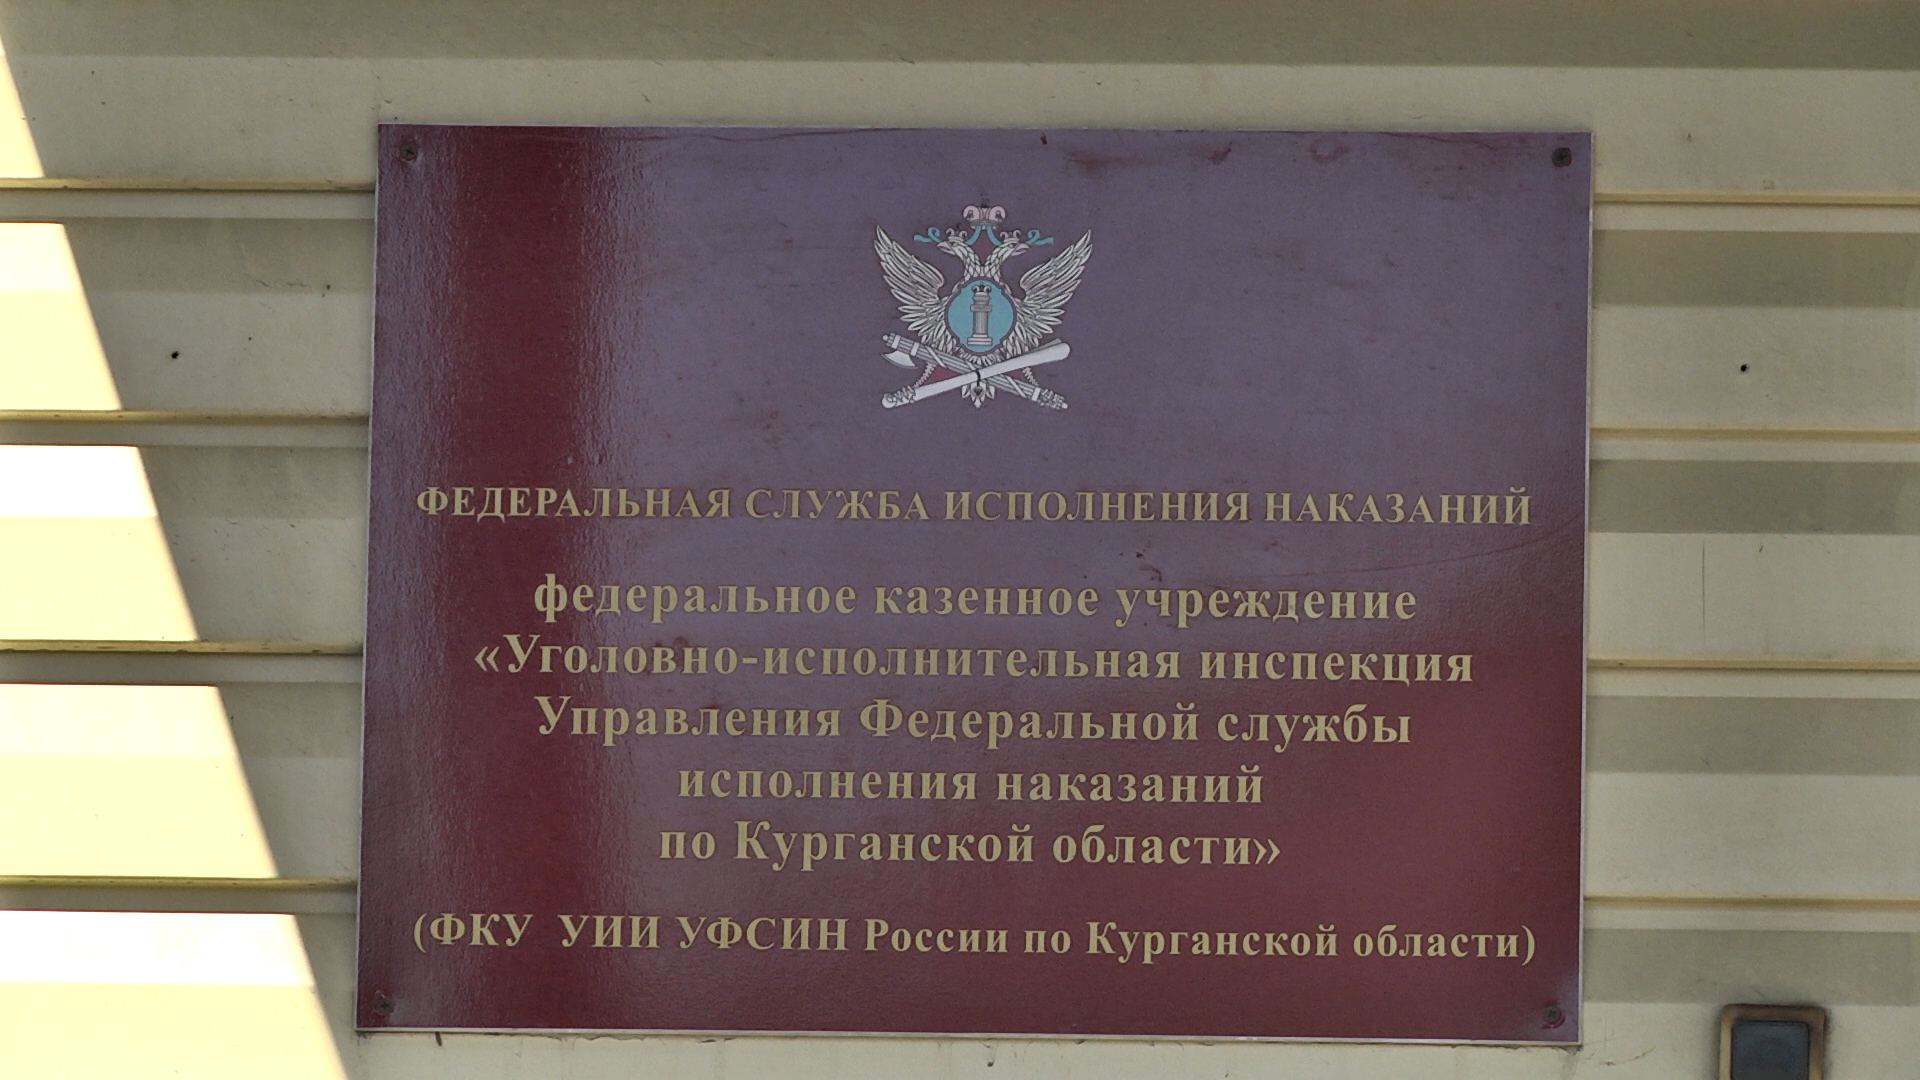 ФЕДЕРАЛЬНАЯ СЛУЖБА ИСПОЛНЕНИЯ НАКАЗАНИЙ
федеральное казенное учреждение
«Уголовно-исполнительная инспекция
Управления Федеральной службы
исполнения наказаний
по Курганской области»
(ФКУ УИИ УФСИН России по Курганской области)